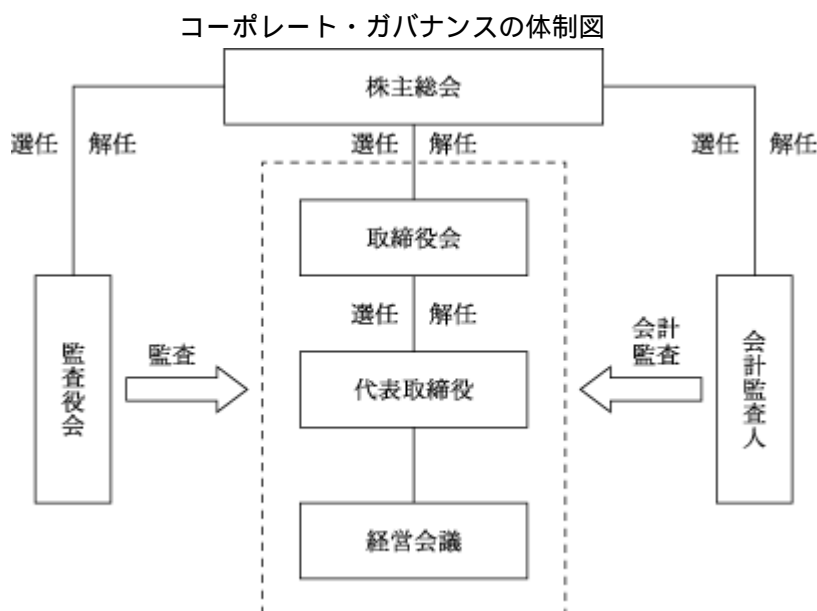 コーポレート・ガバナンスの体制図
株主総会
選任 解任
選任 解任
選任 解任
取締役会
選任 解任
監査役会
監査
代表取締役
会計
監査
会計監査人
経営会議